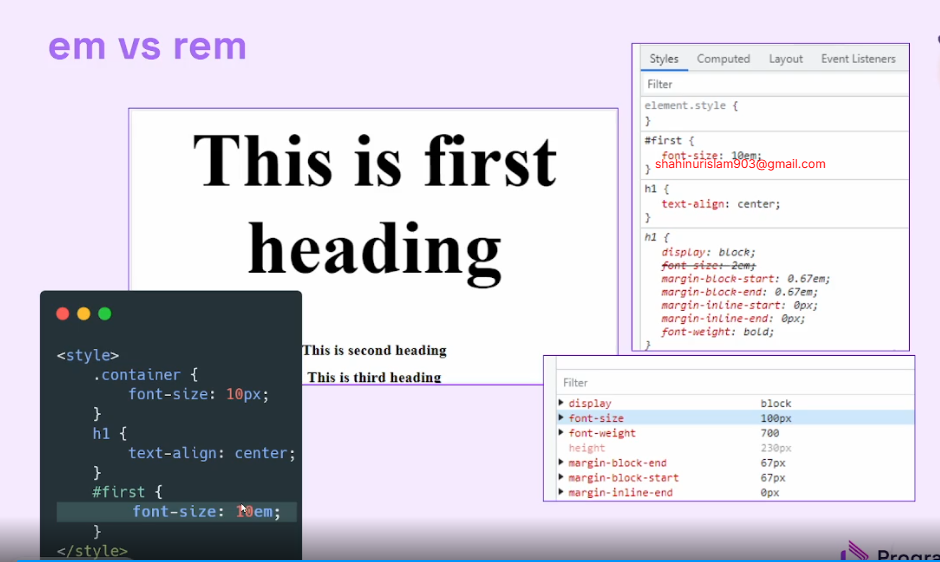 em vs rem
This is first
heading
This is second heading
This is third heading
<style>
.container {
font-size: 10px;
}
h1 {
text-align: center;
}
#first {
font-size: 10em;
}
</style>
Styles Computed Layout Event Listeners
Filter
element.style {
}
#first {
font-size: 10em;
shahinurislam903@gmail.com
}
h1 {
text-align: center;
}
h1 {
display: block;
font-size: 2em;
margin-block-start: 0.67em;
margin-block-end: 0.67em;
margin-inline-start: 0px;
margin-inline-end: 0px;
font-weight: bold;
}
Filter
display block
font-size 100px
font-weight 700
height 230px
margin-block-end 67px
margin-block-start 67px
margin-inline-end 0px
Progra